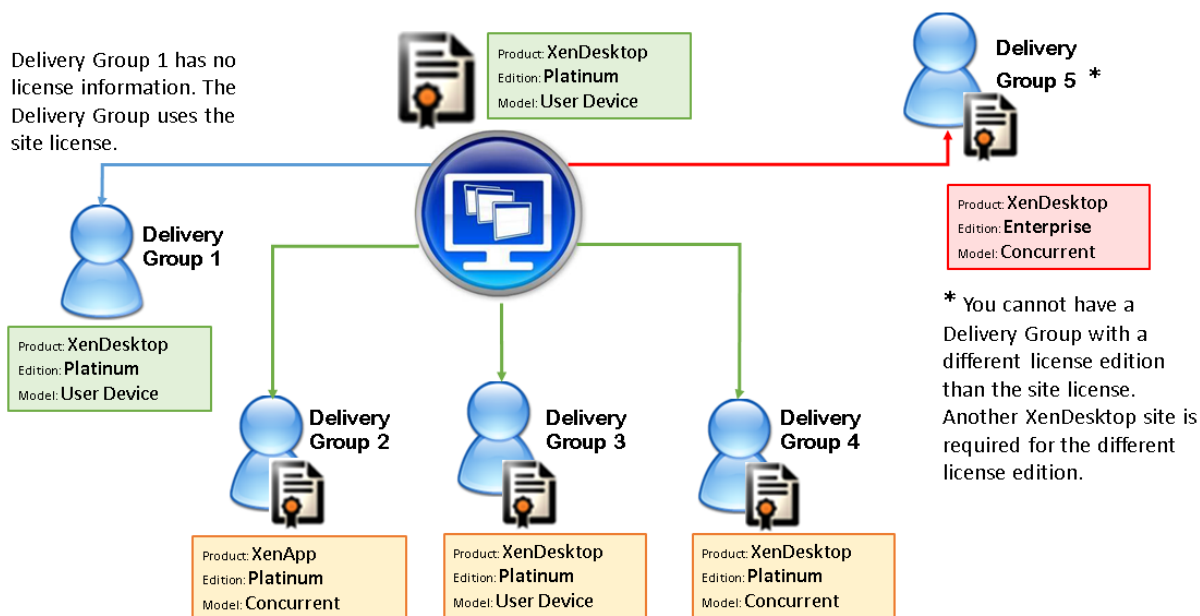 Delivery Group 1 has no
license information. The
Delivery Group uses the
site license.
Product: XenDesktop
Edition: Platinum
Model: User Device
Delivery
Group 5 *
Product: XenDesktop
Edition: Enterprise
Model: Concurrent
* You cannot have a
Delivery Group with a
different license edition
than the site license.
Another XenDesktop site is
required for the different
license edition.
Delivery
Group 1
Product: XenDesktop
Edition: Platinum
Model: User Device
Delivery
Group 2
Product: XenApp
Edition: Platinum
Model: Concurrent
Delivery
Group 3
Product: XenDesktop
Edition: Platinum
Model: User Device
Delivery
Group 4
Product: XenDesktop
Edition: Platinum
Model: Concurrent